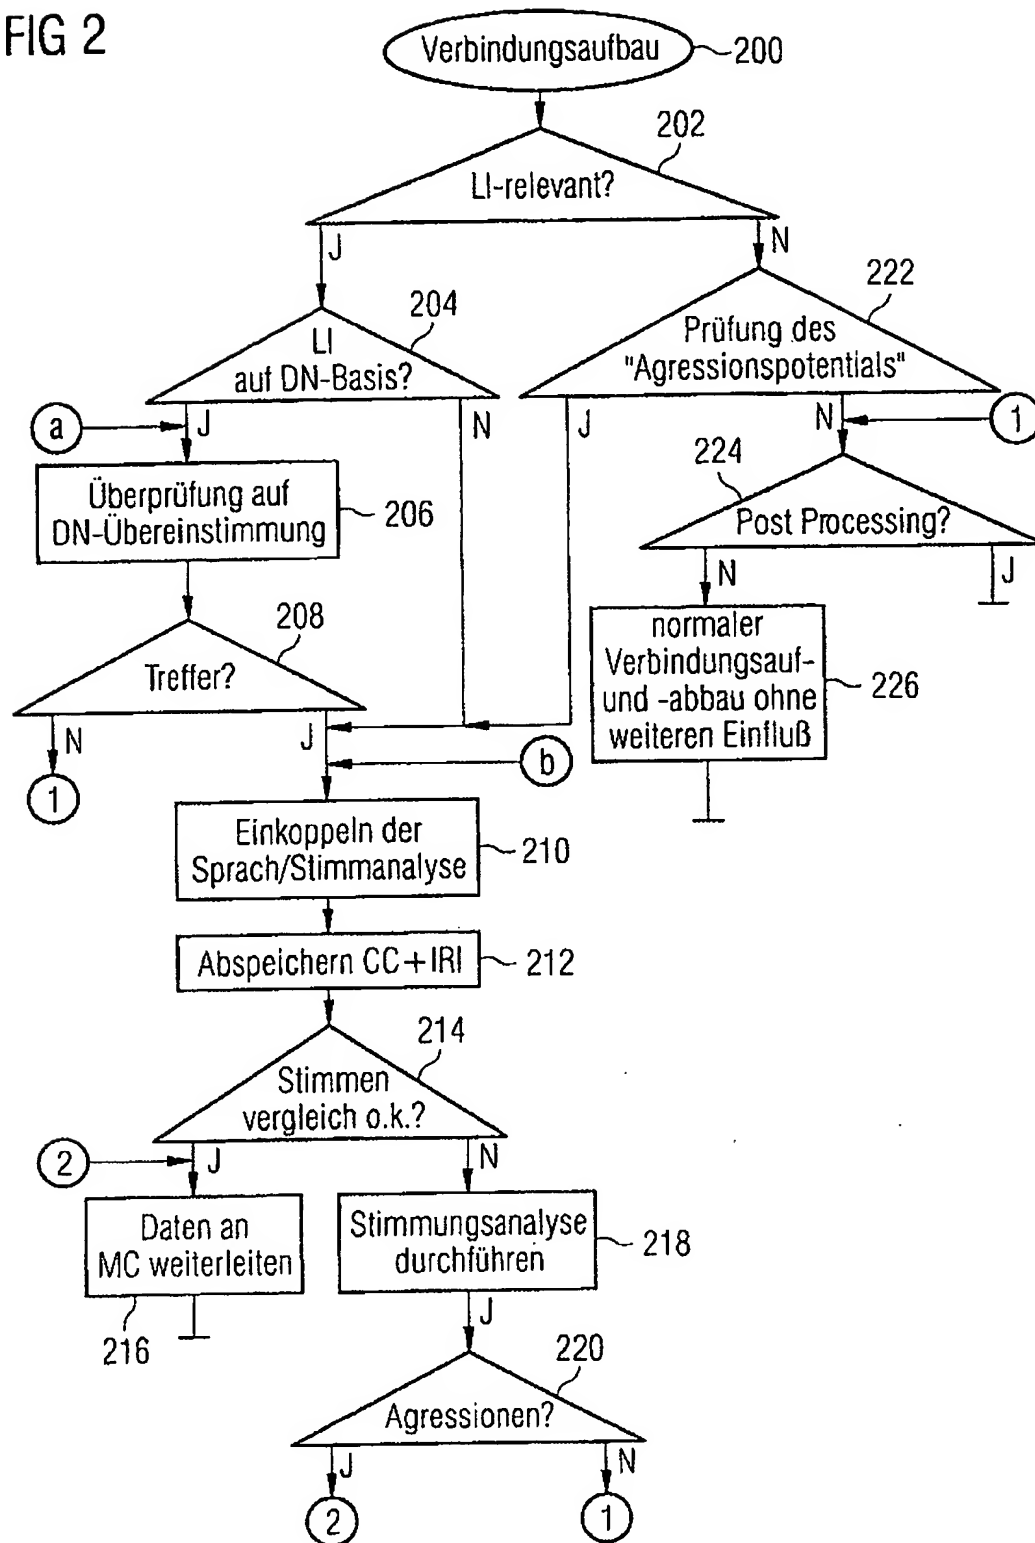 FIG 2
Verbindungsaufbau
200
202
LI-relevant?
J
N
204
LI
auf DN-Basis?
222
Prüfung des
"Agressionspotentials"
a
J
N
J
N
1
Überprüfung auf
DN-Übereinstimmung
206
224
Post Processing?
N
J
208
Treffer?
normaler
Verbindungsauf-
und -abbau ohne
weiteren Einfluß
226
N
J
1
b
Einkoppeln der
Sprach/Stimmanalyse
210
Abspeichern CC+IRI
212
214
Stimmen
vergleich o.k.?
2
J
N
Daten an
MC weiterleiten
216
Stimmungsanalyse
durchführen
218
J
220
Agressionen?
J
N
2
1